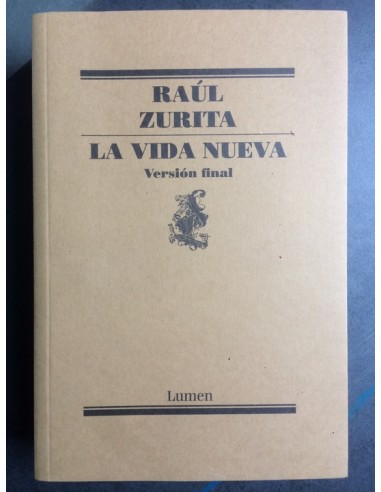 RAÚL
ZURITA
LA VIDA NUEVA
Versión final
Lumen